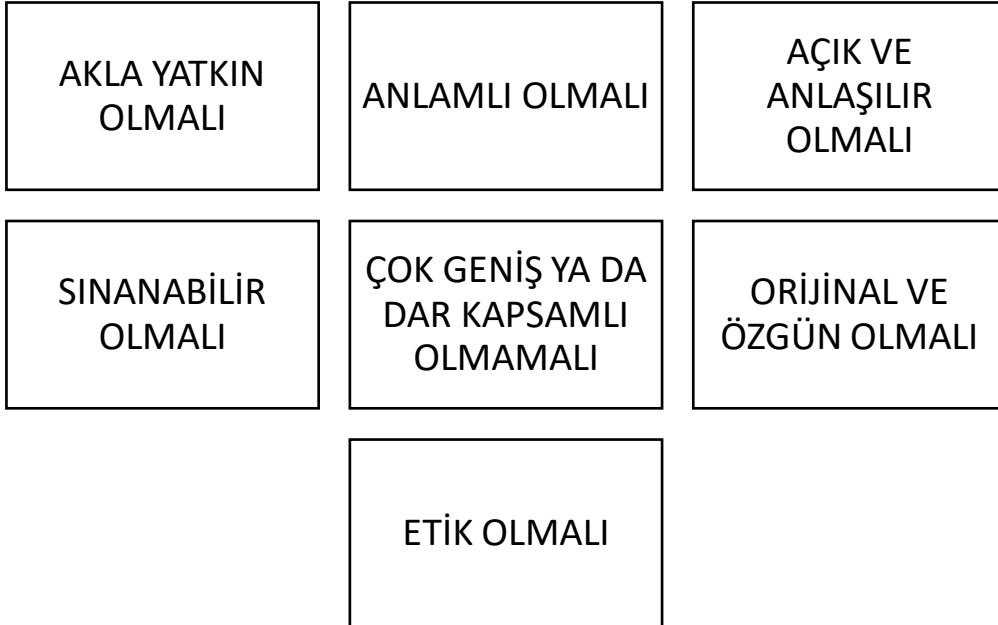 AKLA YATKIN
OLMALI
ANLAMLI OLMALI
AÇIK VE
ANLAŞILIR
OLMALI
SINANABİLİR
OLMALI
ÇOK GENİŞ YA DA
DAR KAPSAMLI
OLMAMALI
ORİJİNAL VE
ÖZGÜN OLMALI
ETİK OLMALI